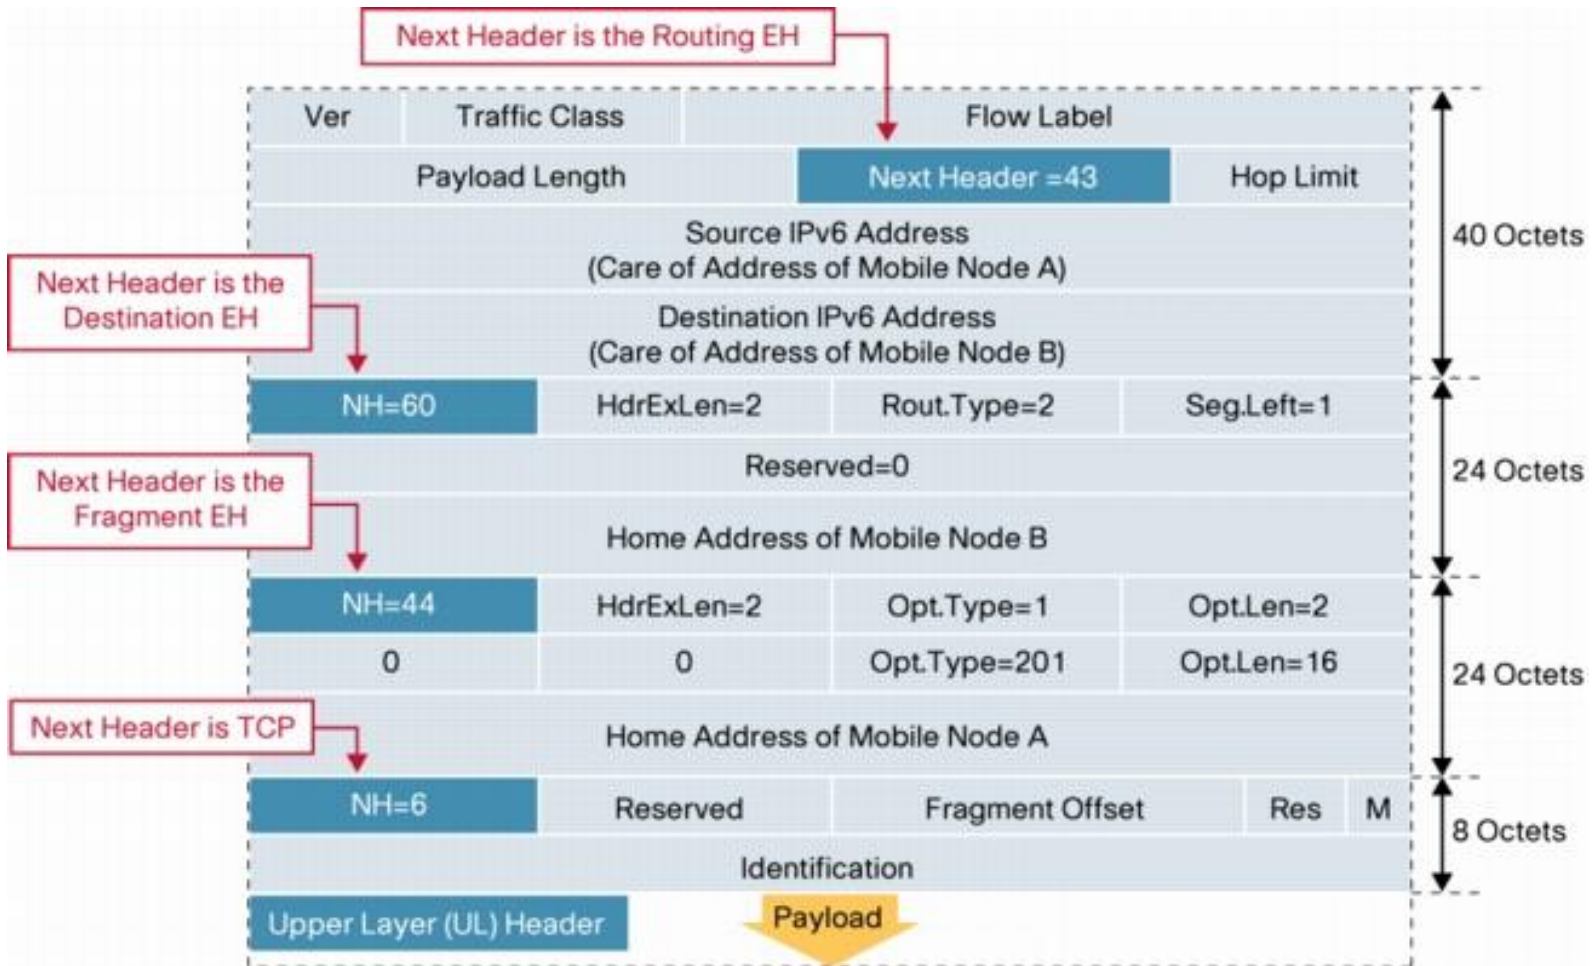 Next Header is the Routing EH
Ver Traffic Class Flow Label
Payload Length Next Header =43 Hop Limit
Source IPv6 Address
(Care of Address of Mobile Node A)
40 Octets
Next Header is the
Destination EH
Destination IPv6 Address
(Care of Address of Mobile Node B)
NH=60 HdrExLen=2 Rout.Type=2 Seg.Left=1
Reserved=0
24 Octets
Next Header is the
Fragment EH
Home Address of Mobile Node B
NH=44 HdrExLen=2 Opt.Type=1 Opt.Len=2
0 0 Opt.Type=201 Opt.Len=16
24 Octets
Next Header is TCP
Home Address of Mobile Node A
NH=6 Reserved Fragment Offset Res M
8 Octets
Identification
Upper Layer (UL) Header
Payload